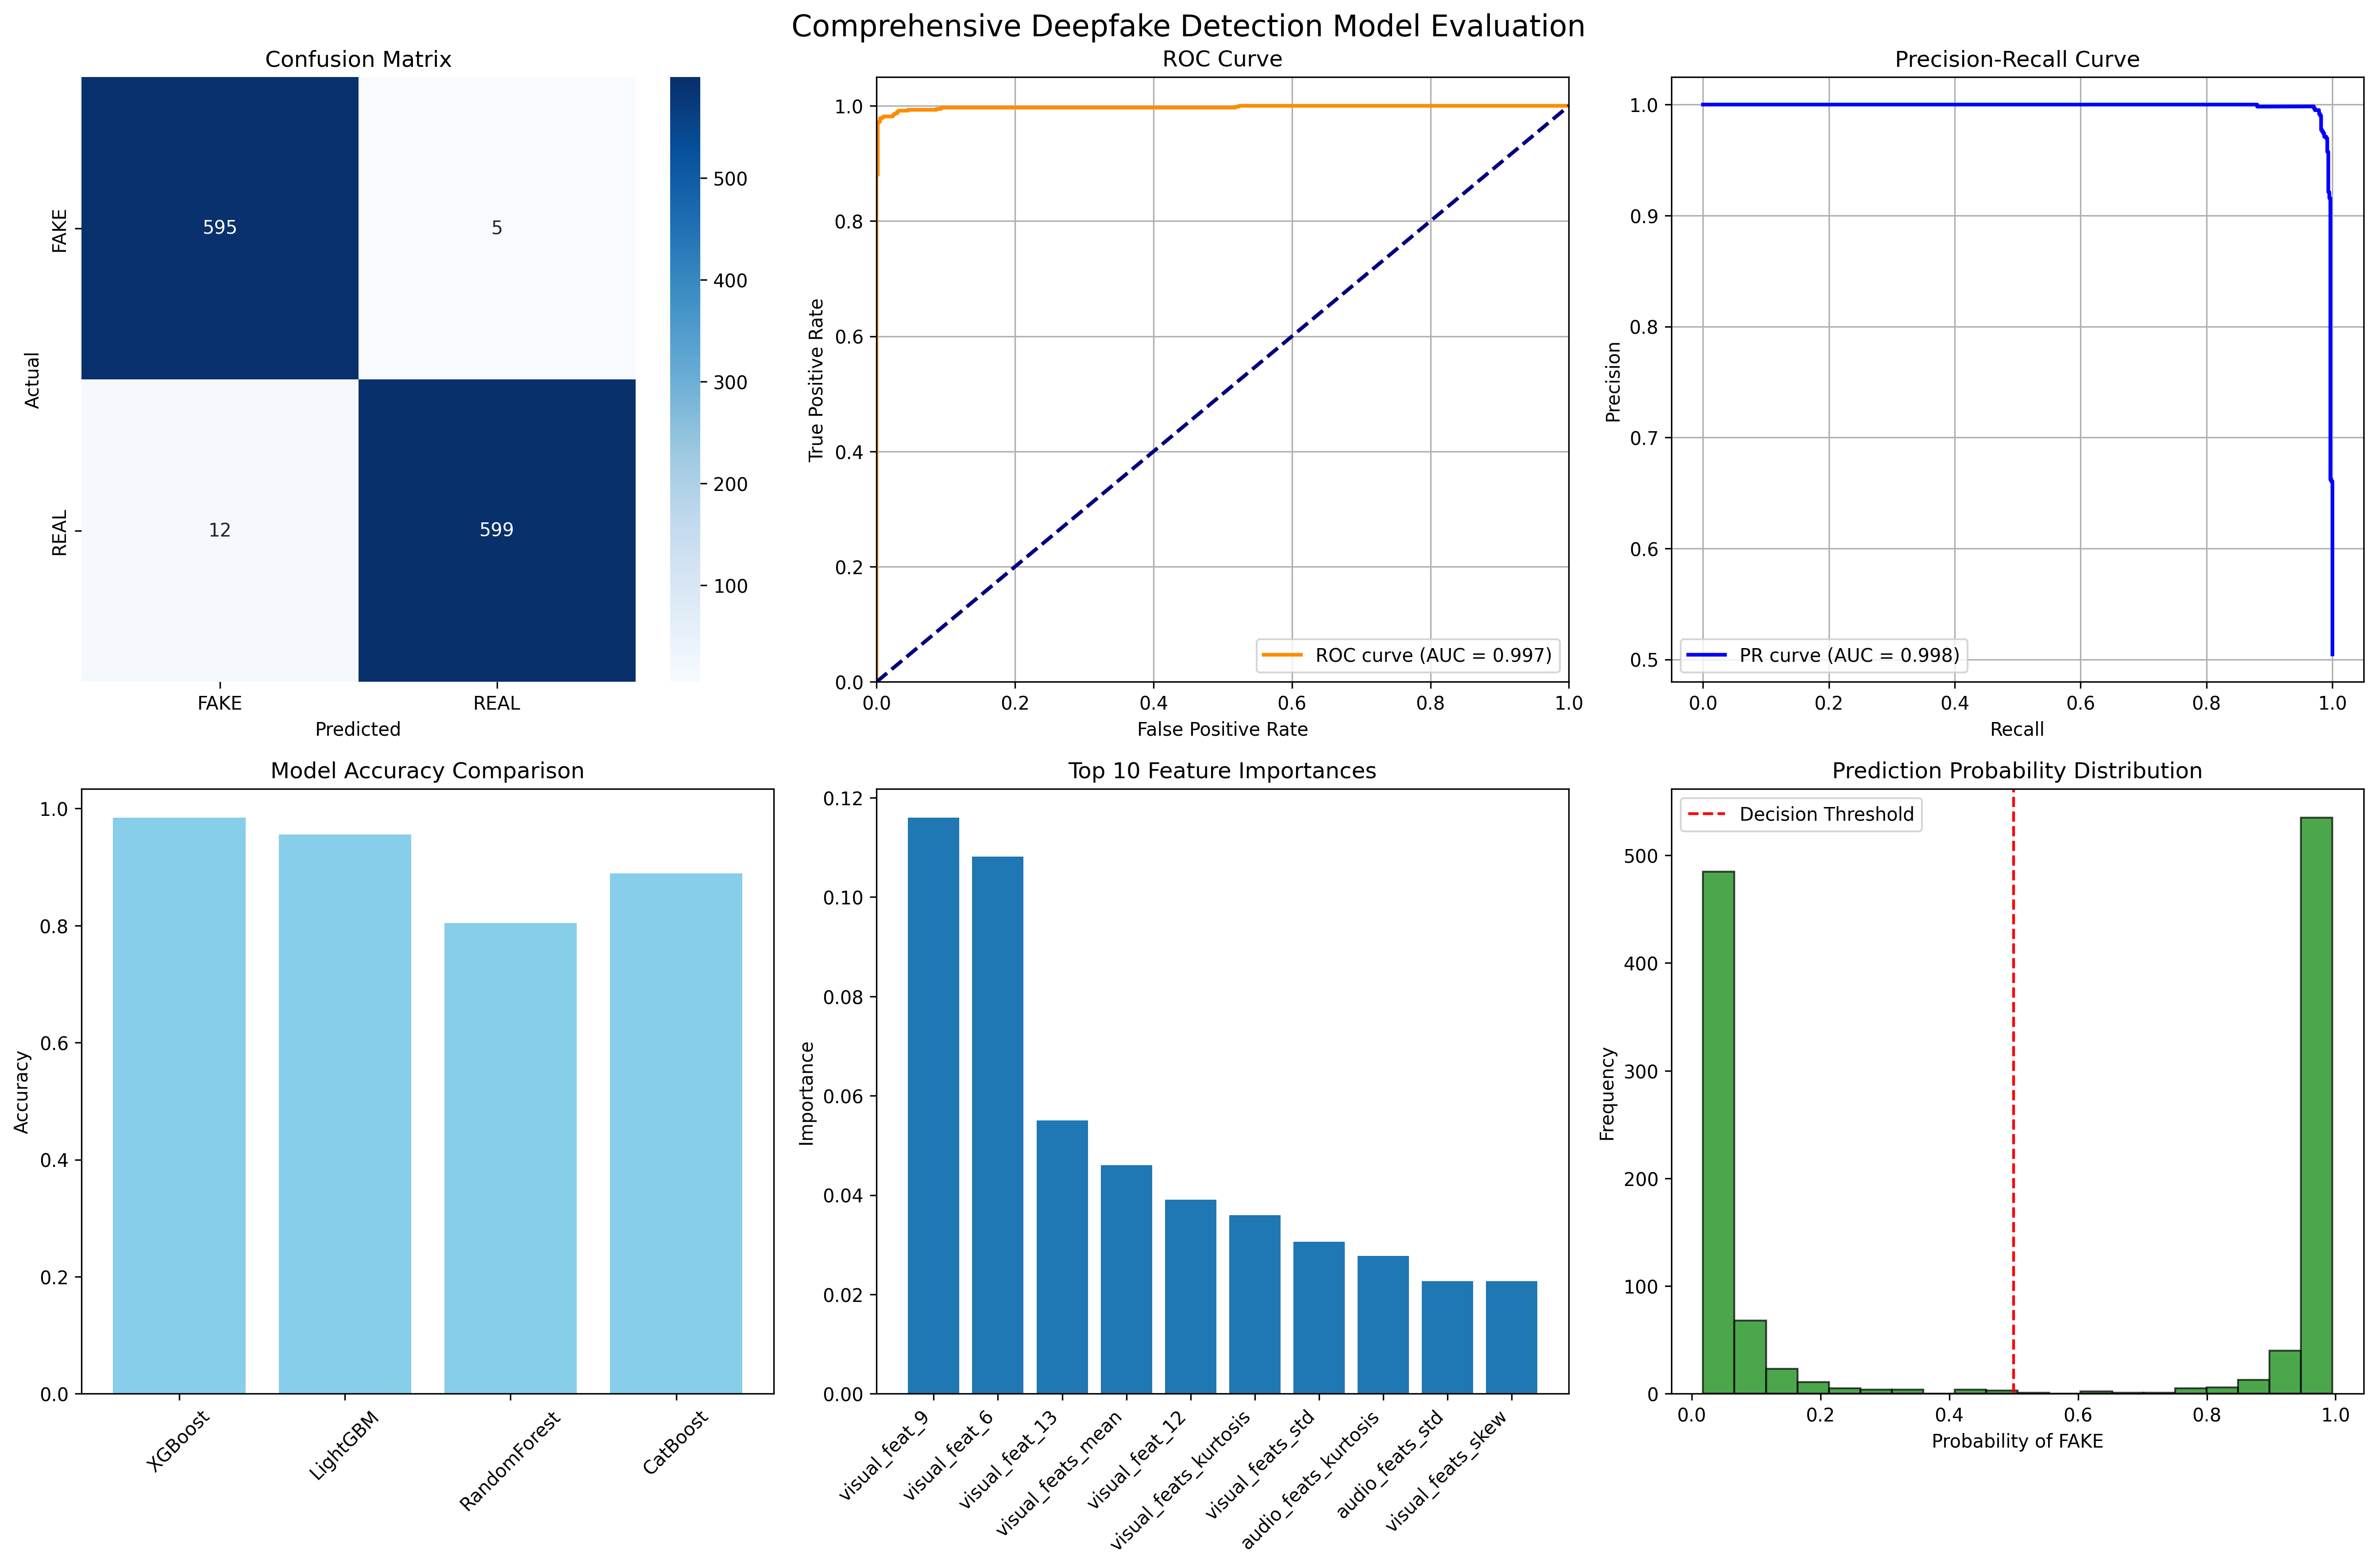 Comprehensive Deepfake Detection Model Evaluation
Confusion Matrix
Actual
FAKE
REAL
595
5
12
599
500
400
300
200
100
FAKE
REAL
Predicted
ROC Curve
True Positive Rate
1.0
0.8
0.6
0.4
0.2
0.0
ROC curve (AUC = 0.997)
0.0
0.2
0.4
0.6
0.8
1.0
False Positive Rate
Precision-Recall Curve
Precision
1.0
0.9
0.8
0.7
0.6
0.5
PR curve (AUC = 0.998)
0.0
0.2
0.4
0.6
0.8
1.0
Recall
Model Accuracy Comparison
Accuracy
1.0
0.8
0.6
0.4
0.2
0.0
XGBoost
LightGBM
RandomForest
CatBoost
Top 10 Feature Importances
Importance
0.12
0.10
0.08
0.06
0.04
0.02
0.00
visual_feat_9
visual_feat_6
visual_feat_13
visual_feats_mean
visual_feat_12
visual_feats_kurtosis
visual_feats_std
audio_feats_kurtosis
audio_feats_std
visual_feats_skew
Prediction Probability Distribution
Decision Threshold
Frequency
500
400
300
200
100
0
0.0
0.2
0.4
0.6
0.8
1.0
Probability of FAKE